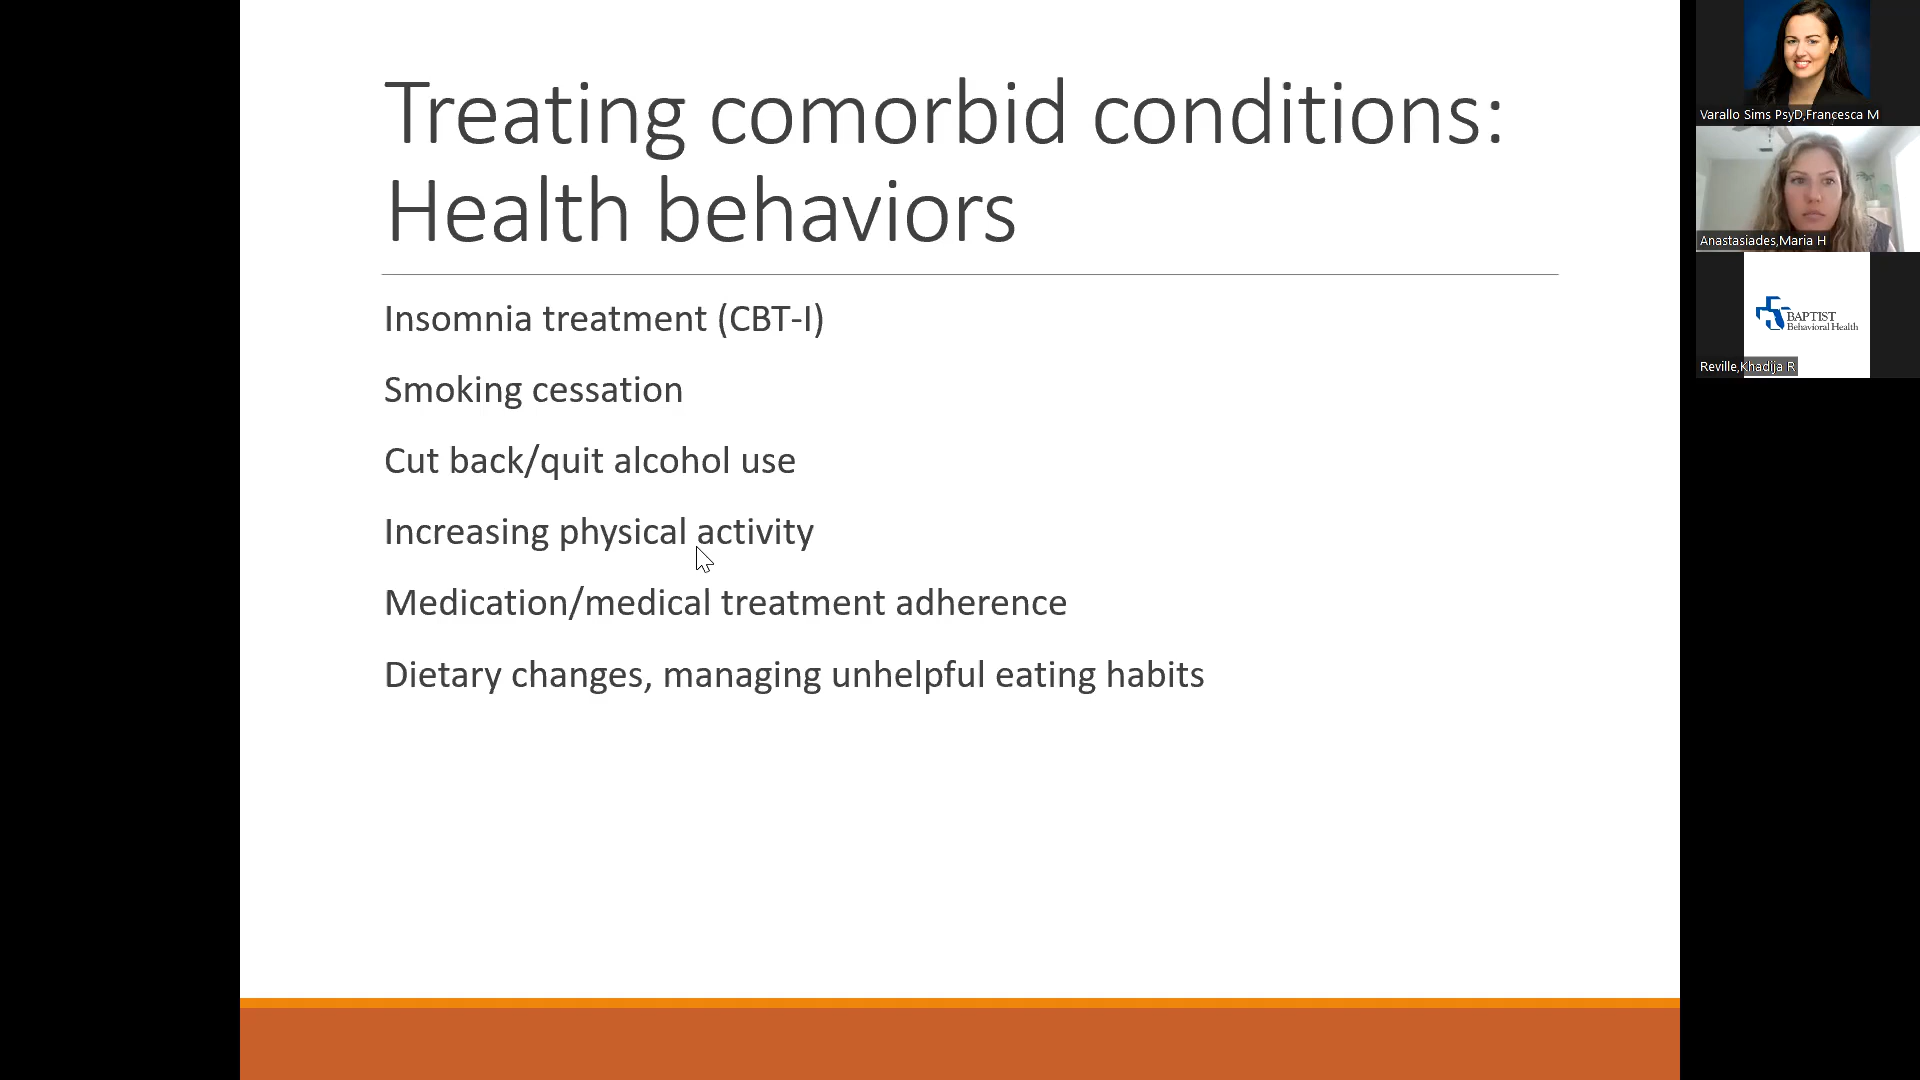 Treating comorbid conditions:
Health behaviors
Insomnia treatment (CBT-I)
Smoking cessation
Cut back/quit alcohol use
Increasing physical activity
Medication/medical treatment adherence
Dietary changes, managing unhelpful eating habits
Varallo Sims PsyD,Francesca M
Anastasiades,Maria H
BAPTIST
Behavioral Health
Reville,Khadija R